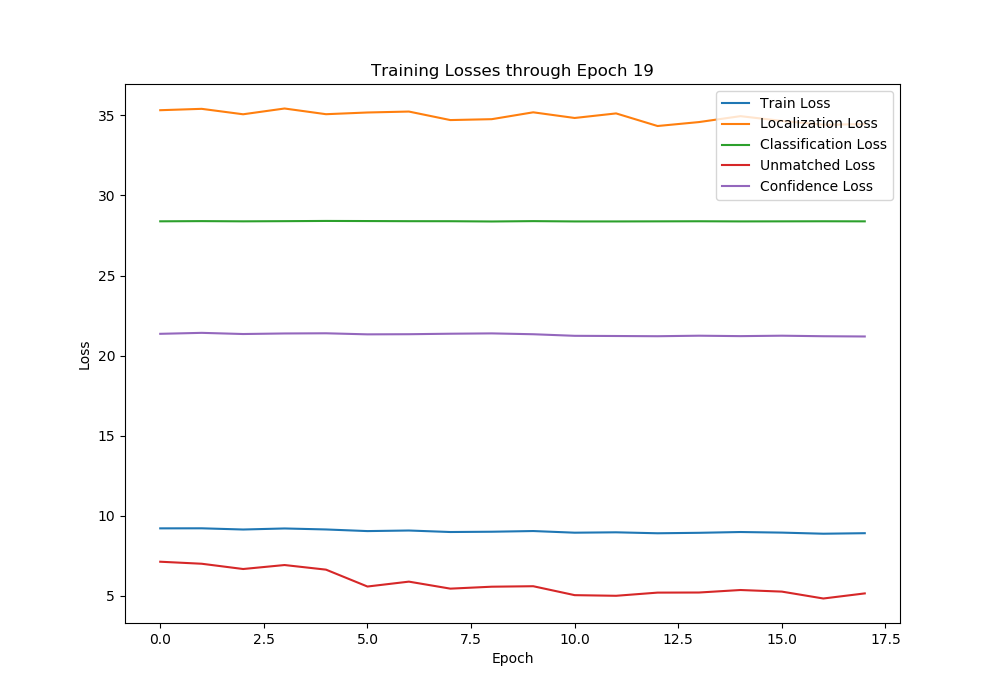 Training Losses through Epoch 19
Train Loss
Localization Loss
Classification Loss
Unmatched Loss
Confidence Loss
35
30
25
20
15
10
5
Loss
0.0 2.5 5.0 7.5 10.0 12.5 15.0 17.5
Epoch